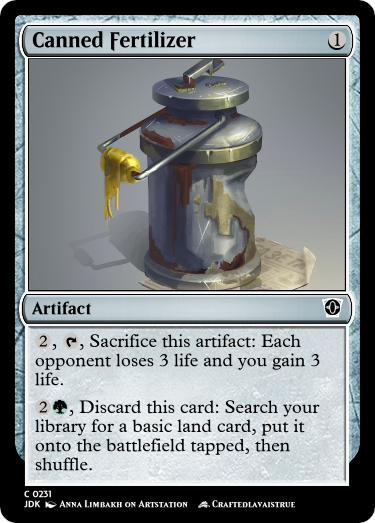 Canned Fertilizer 1
Artifact
2, T, Sacrifice this artifact: Each
opponent loses 3 life and you gain 3
life.
2, Discard this card: Search your
library for a basic land card, put it
onto the battlefield tapped, then
shuffle.
C 0231
JDK Anna Limbakh on Artstation Craftedlavaistrue